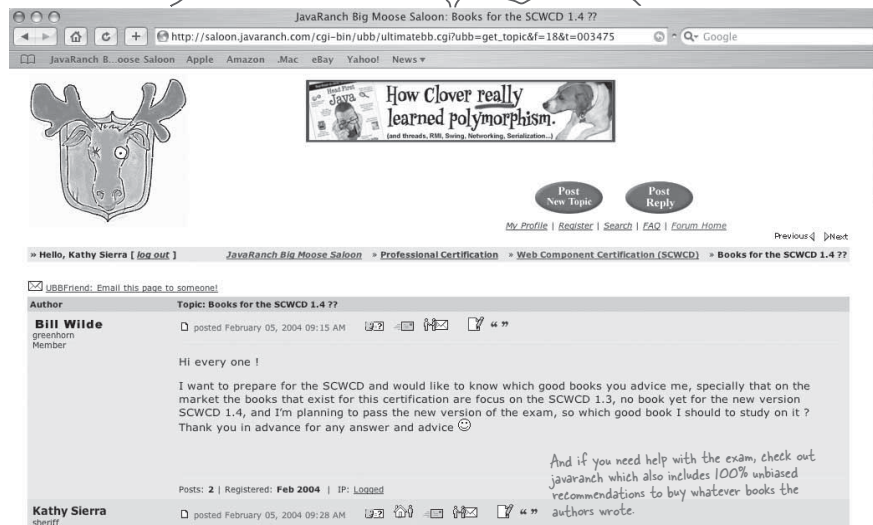 JavaRanch Big Moose Saloon: Books for the SCWCD 1.4 ??
http://saloon.javaranch.com/cgi-bin/ubb/ultimatebb.cgi?ubb=get_topic&f=18&t=003475
Google
JavaRanch B...oose Saloon Apple Amazon .Mac eBay Yahoo! News
Head First Java
How Clover really
learned polymorphism.
(and threads, RMI, Swing, Networking, Serialization...)
Post New Topic
Post Reply
My Profile | Register | Search | FAQ | Forum Home
Previous Next
» Hello, Kathy Sierra [ log out ] JavaRanch Big Moose Saloon » Professional Certification » Web Component Certification (SCWCD) » Books for the SCWCD 1.4 ??
UBBFriend: Email this page to someone!
Author Topic: Books for the SCWCD 1.4 ??
Bill Wilde
greenhorn
Member
posted February 05, 2004 09:15 AM “ ”
Hi every one !
I want to prepare for the SCWCD and would like to know which good books you advice me, specially that on the
market the books that exist for this certification are focus on the SCWCD 1.3, no book yet for the new version
SCWCD 1.4, and I'm planning to pass the new version of the exam, so which good book I should to study on it ?
Thank you in advance for any answer and advice
Posts: 2 | Registered: Feb 2004 | IP: Logged
And if you need help with the exam, check out
javaranch which also includes 100% unbiased
recommendations to buy whatever books the
authors wrote.
Kathy Sierra
sheriff
posted February 05, 2004 09:28 AM “ ”